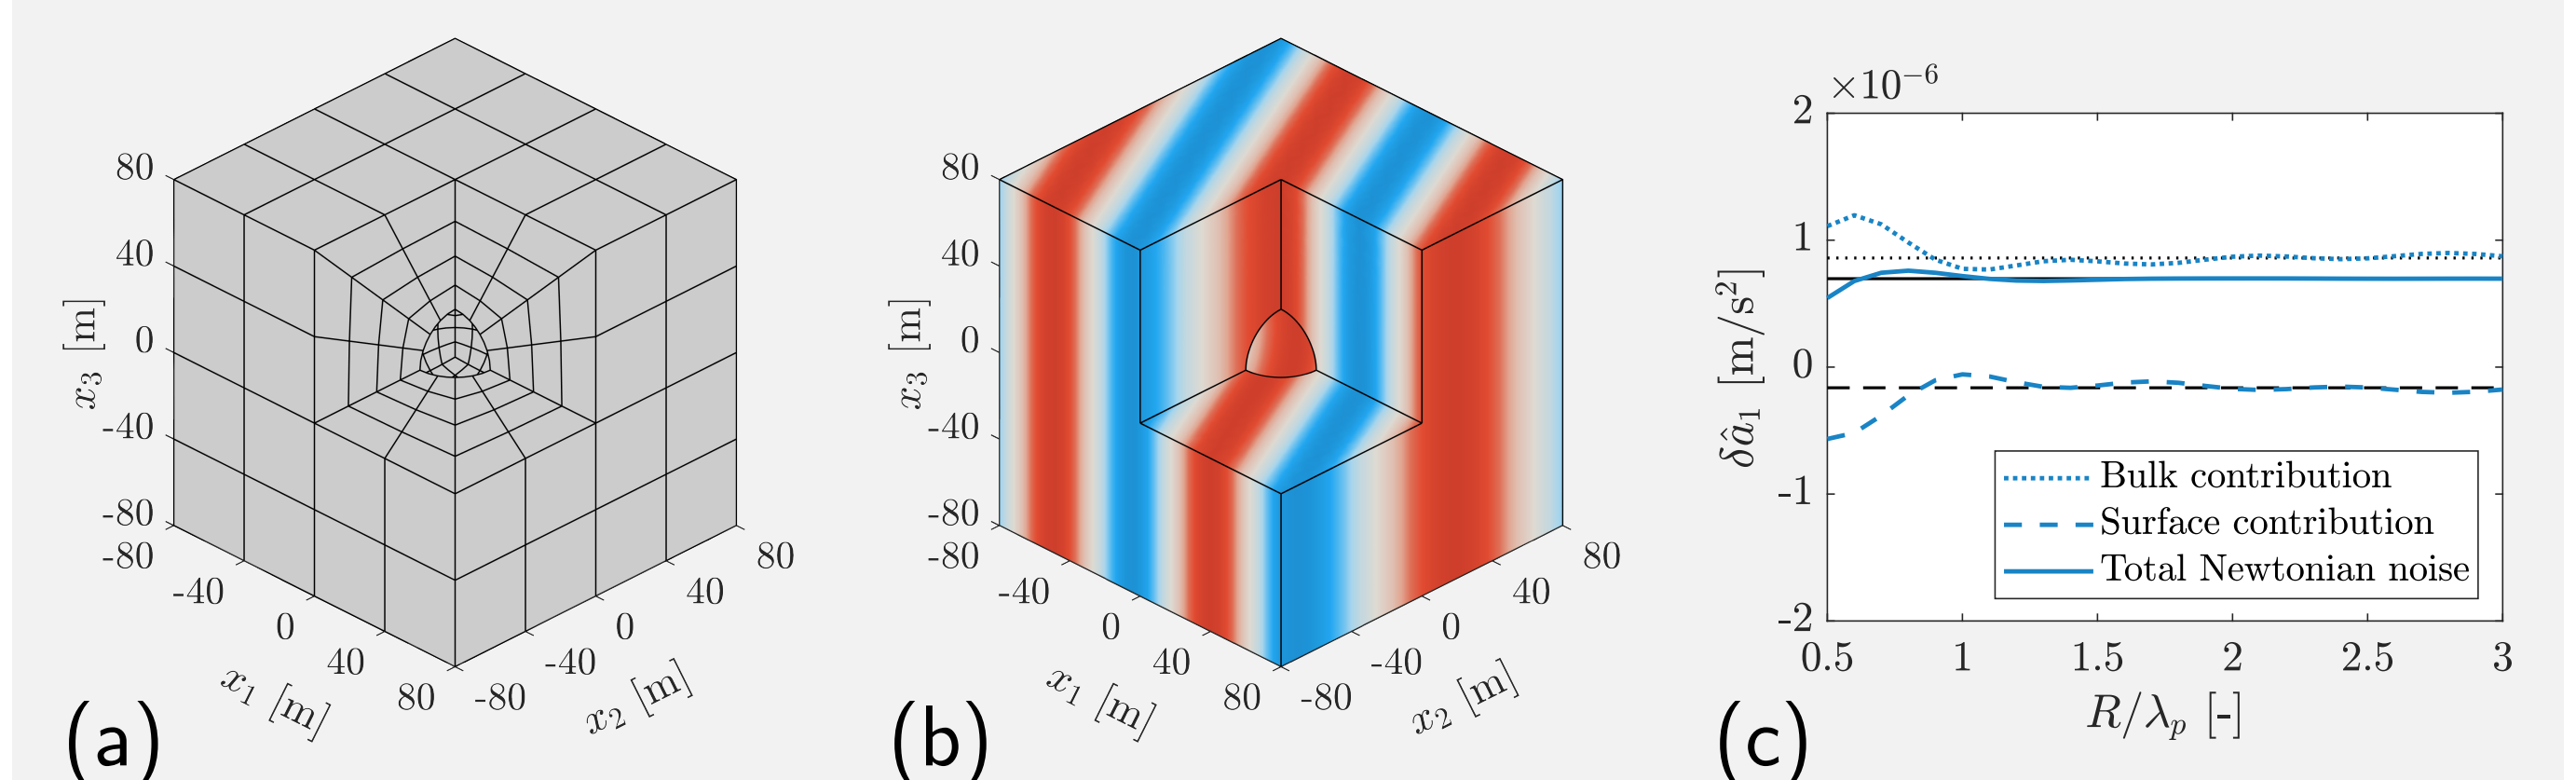 80
40
0
-40
-80
x₃ [m]
-80
-40
0
40
80
x₁ [m]
-80
-40
0
40
80
x₂ [m]
(a)
80
40
0
-40
-80
x₃ [m]
-80
-40
0
40
80
x₁ [m]
-80
-40
0
40
80
x₂ [m]
(b)
×10⁻⁶
2
1
0
-1
-2
δâ₁ [m/s²]
Bulk contribution
Surface contribution
Total Newtonian noise
0.5 1 1.5 2 2.5 3
R/λₚ [-]
(c)